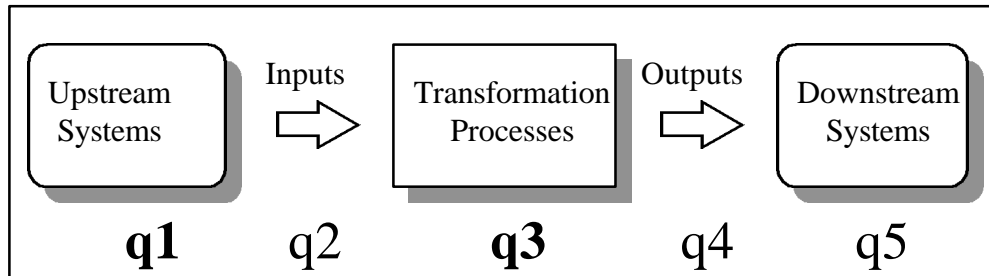 Upstream
Systems
Inputs
Transformation
Processes
Outputs
Downstream
Systems
q1 q2 q3 q4 q5